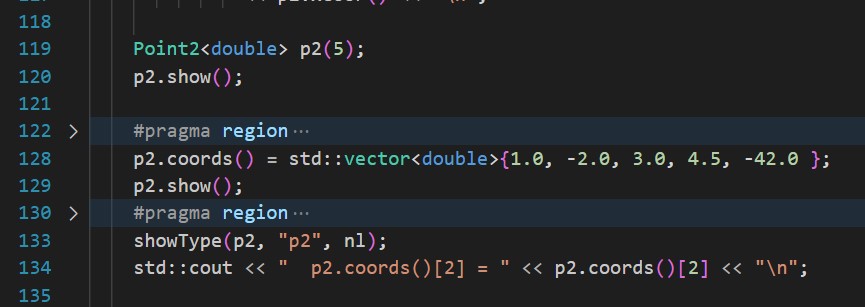 118
119 Point2<double> p2(5);
120 p2.show();
121
122 > #pragma region ···
128 p2.coords() = std::vector<double>{1.0, -2.0, 3.0, 4.5, -42.0 };
129 p2.show();
130 > #pragma region ···
133 showType(p2, "p2", nl);
134 std::cout << "  p2.coords()[2] = " << p2.coords()[2] << "\n";
135